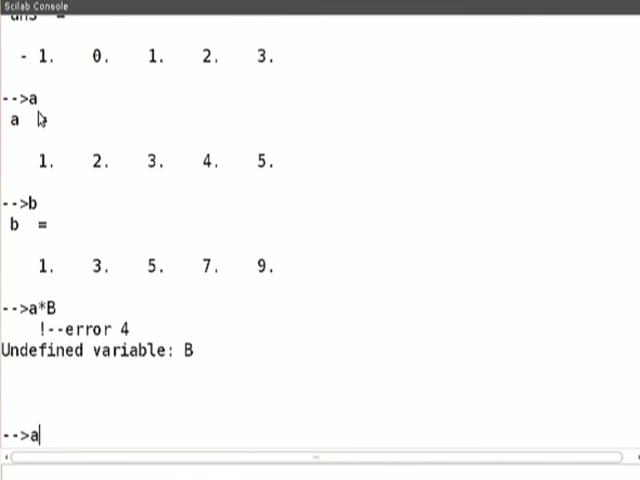 Scilab Console
ans =
- 1. 0. 1. 2. 3.
-->a
a
1. 2. 3. 4. 5.
-->b
b =
1. 3. 5. 7. 9.
-->a*B
!--error 4
Undefined variable: B
-->a